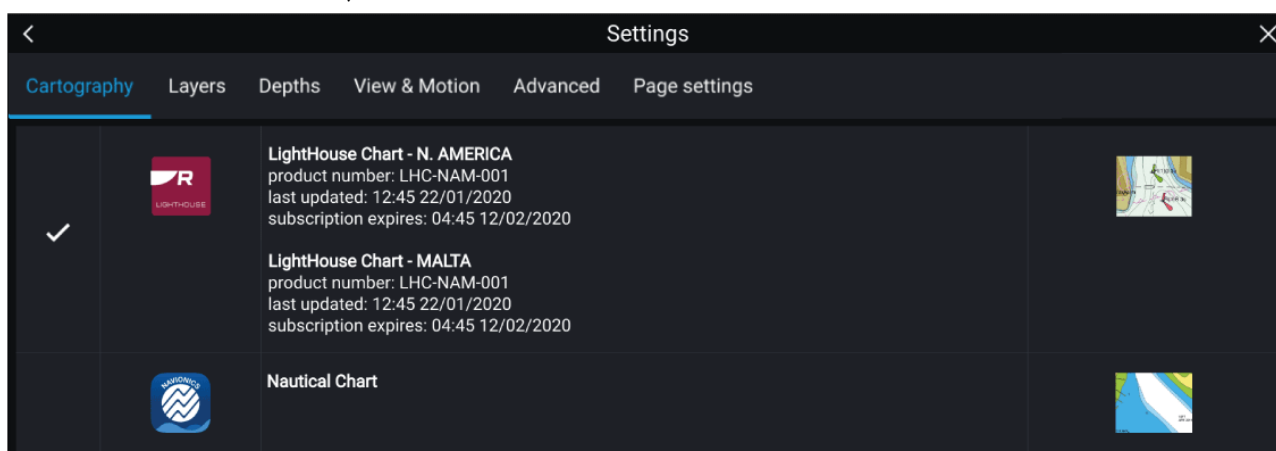 Settings
Cartography Layers Depths View & Motion Advanced Page settings
R
LIGHTHOUSE
LightHouse Chart - N. AMERICA
product number: LHC-NAM-001
last updated: 12:45 22/01/2020
subscription expires: 04:45 12/02/2020
LightHouse Chart - MALTA
product number: LHC-NAM-001
last updated: 12:45 22/01/2020
subscription expires: 04:45 12/02/2020
NAVIONICS
Nautical Chart